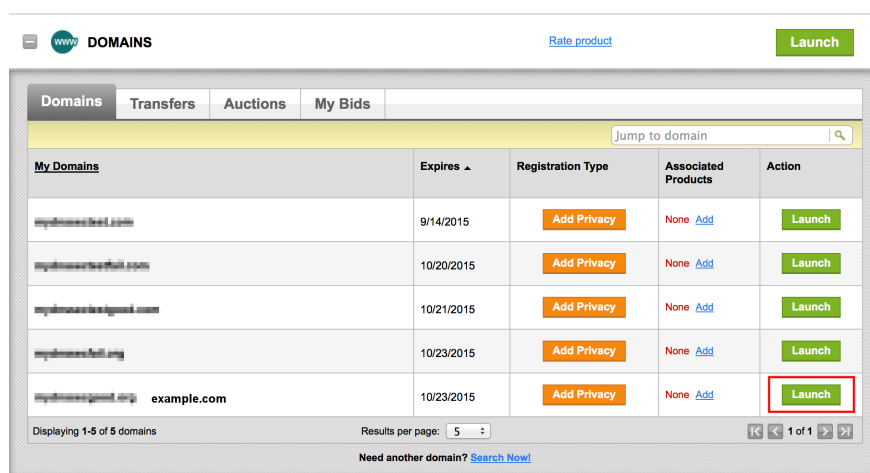 www DOMAINS Rate product Launch
Domains Transfers Auctions My Bids
Jump to domain
My Domains Expires Registration Type Associated Products Action
9/14/2015 Add Privacy None Add Launch
10/20/2015 Add Privacy None Add Launch
10/21/2015 Add Privacy None Add Launch
10/23/2015 Add Privacy None Add Launch
example.com 10/23/2015 Add Privacy None Add Launch
Displaying 1-5 of 5 domains Results per page: 5 1 of 1
Need another domain? Search Now!